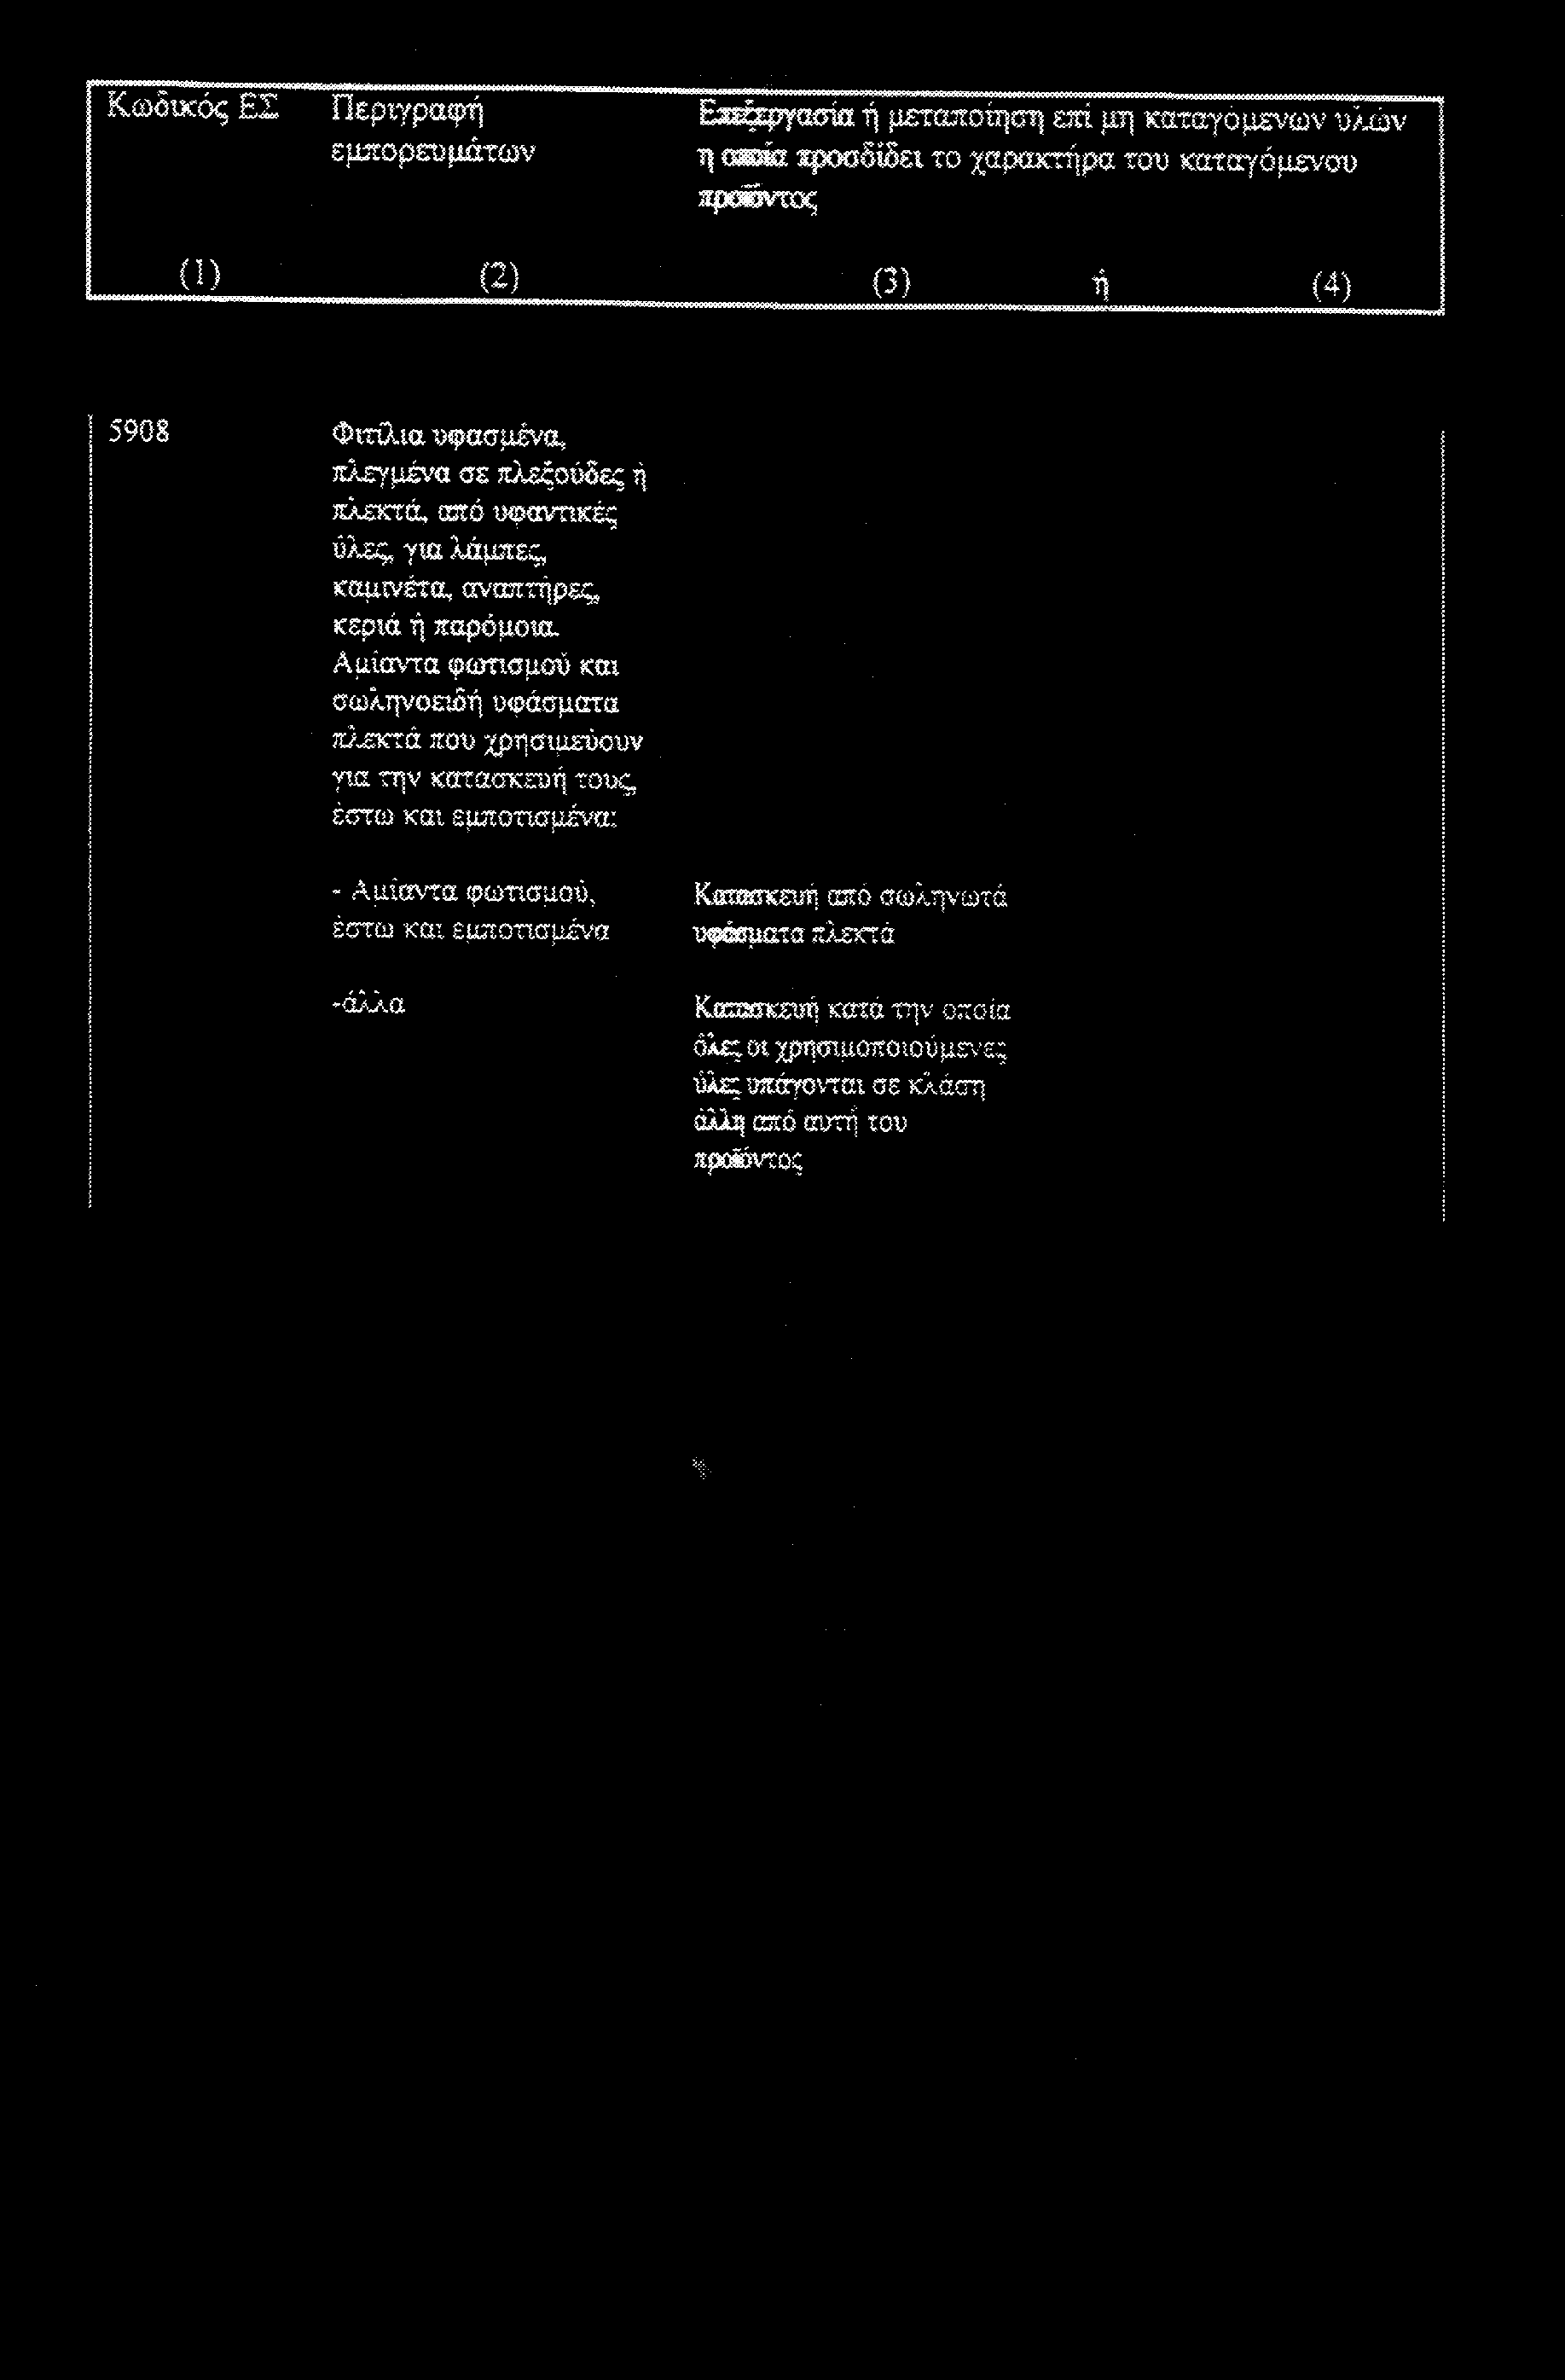 Κωδικός ΕΣ
Περιγραφή
εμπορευμάτων
Επεξεργασία ή μεταποίηση επί μη καταγόμενων υλών
η οποία προσδίδει το χαρακτήρα του καταγόμενου
προϊόντος
(1) (2) (3) ή (4)
5908
Φιτίλια υφασμένα,
πλεγμένα σε πλεξούδες ή
πλεκτά, από υφαντικές
ύλες, για λάμπες,
καμινέτα, αναπτήρες,
κεριά ή παρόμοια.
Αμίαντα φωτισμού και
σωληνοειδή υφάσματα
πλεκτά που χρησιμεύουν
για την κατασκευή τους,
έστω και εμποτισμένα:
- Αμίαντα φωτισμού,
έστω και εμποτισμένα
Κατασκευή από σωληνωτά
υφάσματα πλεκτά
-άλλα
Κατασκευή κατά την οποία
όλες οι χρησιμοποιούμενες
ύλες υπάγονται σε κλάση
άλλη από αυτή του
προϊόντος